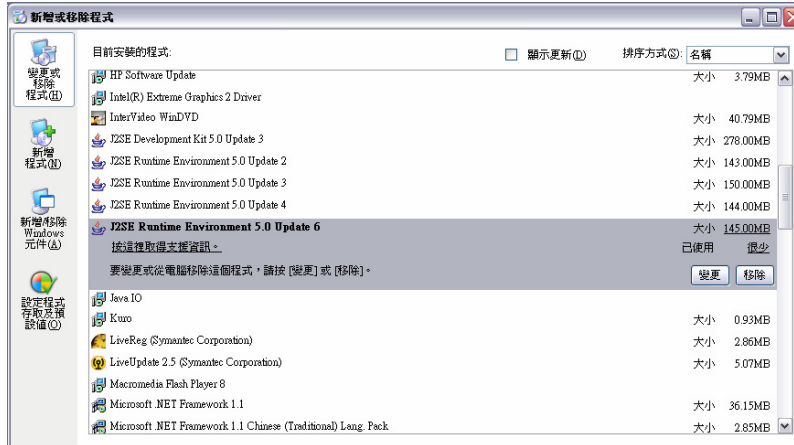 新增或移除程式
變更或
移除
程式(H)
新增
程式(N)
新增/移除
Windows
元件(A)
設定程式
存取及預
設值(O)
目前安裝的程式:
顯示更新(D)
排序方式(S): 名稱
HP Software Update 大小 3.79MB
Intel(R) Extreme Graphics 2 Driver
InterVideo WinDVD 大小 40.79MB
J2SE Development Kit 5.0 Update 3 大小 278.00MB
J2SE Runtime Environment 5.0 Update 2 大小 143.00MB
J2SE Runtime Environment 5.0 Update 3 大小 150.00MB
J2SE Runtime Environment 5.0 Update 4 大小 144.00MB
J2SE Runtime Environment 5.0 Update 6 大小 145.00MB
按這裡取得支援資訊。 已使用 很少
要變更或從電腦移除這個程式，請按 [變更] 或 [移除]。 變更 移除
Java IO
Kuro 大小 0.93MB
LiveReg (Symantec Corporation) 大小 2.86MB
LiveUpdate 2.5 (Symantec Corporation) 大小 5.07MB
Macromedia Flash Player 8
Microsoft .NET Framework 1.1 大小 36.15MB
Microsoft .NET Framework 1.1 Chinese (Traditional) Lang. Pack 大小 2.85MB